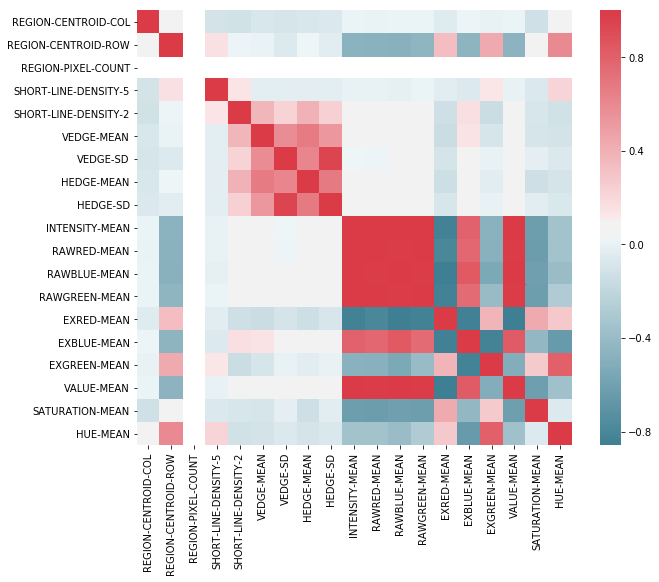 REGION-CENTROID-COL
REGION-CENTROID-ROW
REGION-PIXEL-COUNT
SHORT-LINE-DENSITY-5
SHORT-LINE-DENSITY-2
VEDGE-MEAN
VEDGE-SD
HEDGE-MEAN
HEDGE-SD
INTENSITY-MEAN
RAWRED-MEAN
RAWBLUE-MEAN
RAWGREEN-MEAN
EXRED-MEAN
EXBLUE-MEAN
EXGREEN-MEAN
VALUE-MEAN
SATURATION-MEAN
HUE-MEAN
REGION-CENTROID-COL
REGION-CENTROID-ROW
REGION-PIXEL-COUNT
SHORT-LINE-DENSITY-5
SHORT-LINE-DENSITY-2
VEDGE-MEAN
VEDGE-SD
HEDGE-MEAN
HEDGE-SD
INTENSITY-MEAN
RAWRED-MEAN
RAWBLUE-MEAN
RAWGREEN-MEAN
EXRED-MEAN
EXBLUE-MEAN
EXGREEN-MEAN
VALUE-MEAN
SATURATION-MEAN
HUE-MEAN
0.8
0.4
0.0
−0.4
−0.8